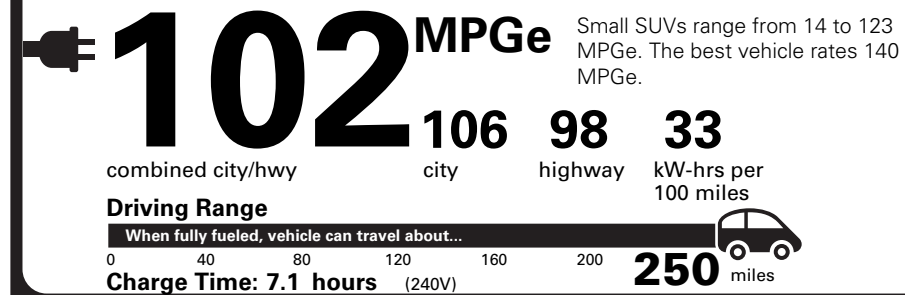 102 MPGe
Small SUVs range from 14 to 123
MPGe. The best vehicle rates 140
MPGe.
combined city/hwy
106
city
98
highway
33
kW-hrs per
100 miles
Driving Range
When fully fueled, vehicle can travel about...
0 40 80 120 160 200 250 miles
Charge Time: 7.1 hours (240V)